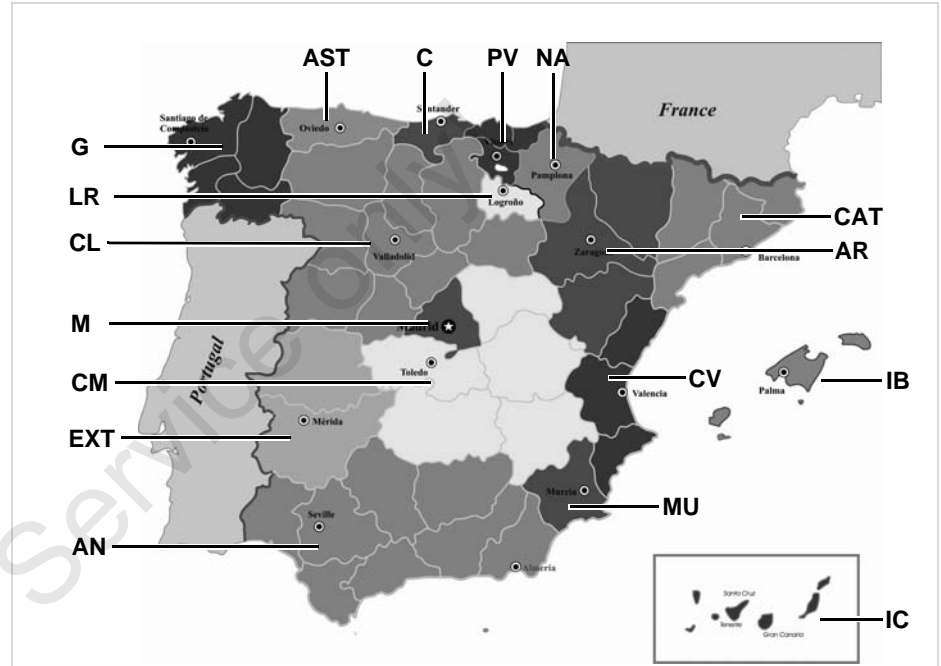 AST C PV NA
France
Santander
Santiago de
Compostela
Oviedo
G
Pamplona
LR
Logroño
CAT
CL
Valladolid
Zarag
AR
Barcelona
M
Madrid
Toledo
CM
CV
Palma
IB
Valencia
Portugal
EXT
Mérida
Murcia
MU
Seville
AN
Almería
Santa Cruz
Tenerife
Gran Canaria
IC
Service only